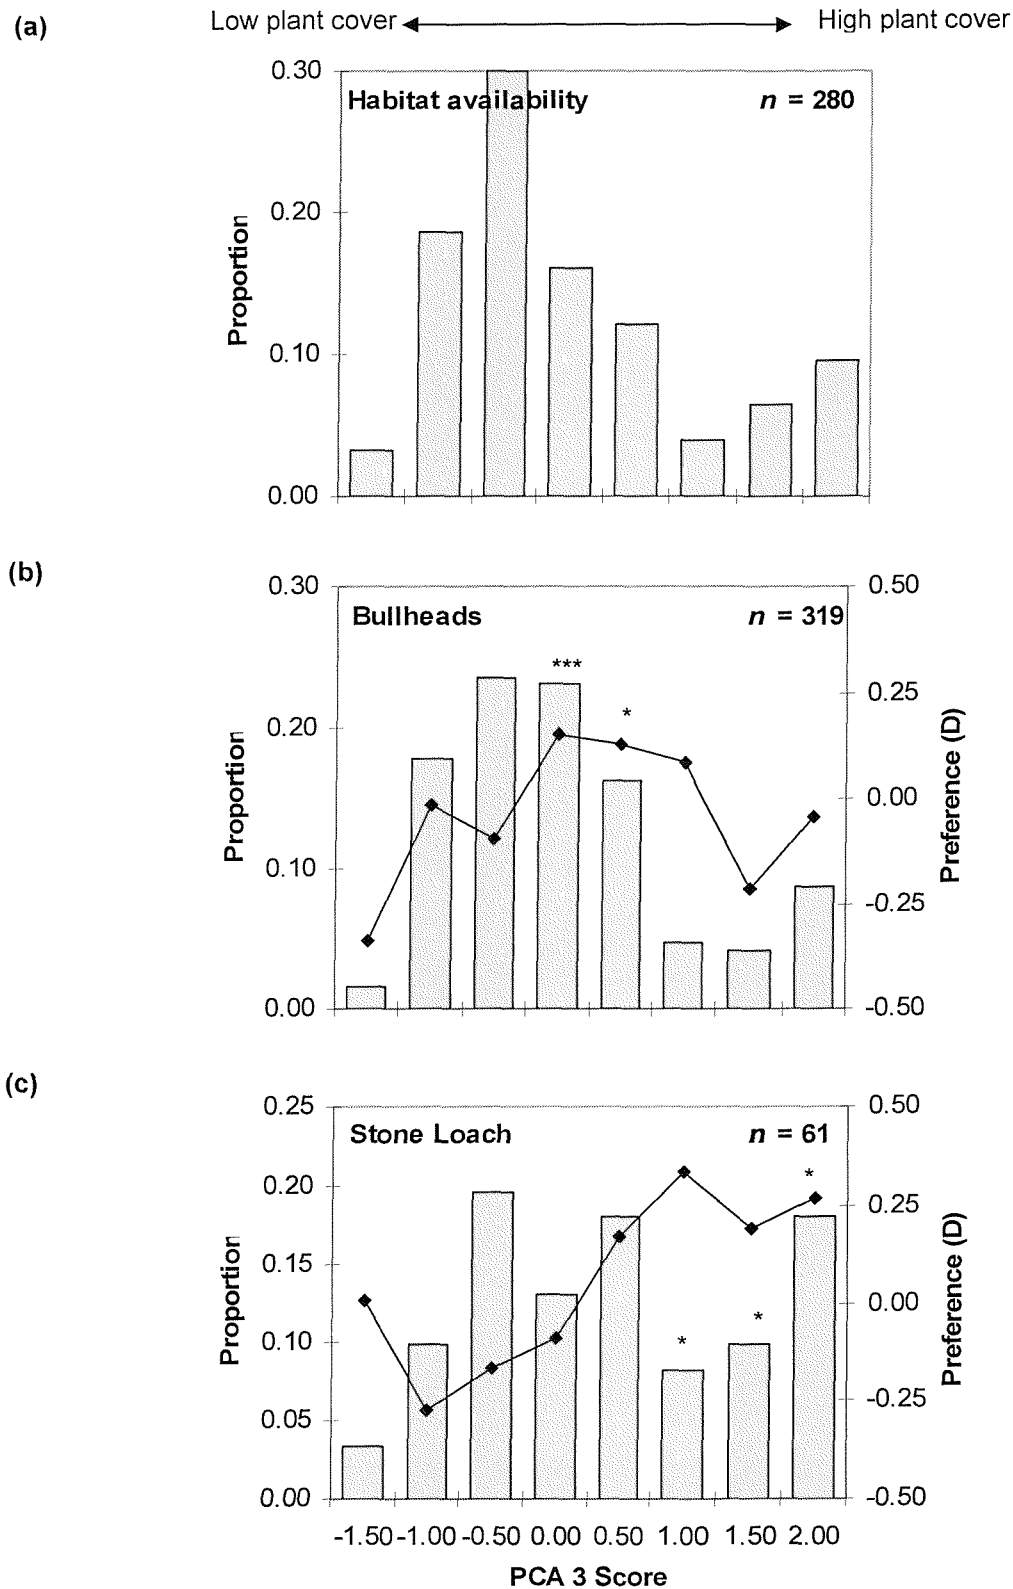 (a)
Low plant cover High plant cover
0.30
Habitat availability n = 280
0.20
0.10
0.00
Proportion
(b)
0.30 0.50
Bullheads n = 319
***
*
0.25
0.20
0.00
0.10
-0.25
0.00 -0.50
Proportion
Preference (D)
(c)
0.25 0.50
Stone Loach n = 61
*
0.20 0.25
0.15
0.00
*
*
0.10
-0.25
0.05
0.00 -0.50
Proportion
Preference (D)
-1.50 -1.00 -0.50 0.00 0.50 1.00 1.50 2.00
PCA 3 Score